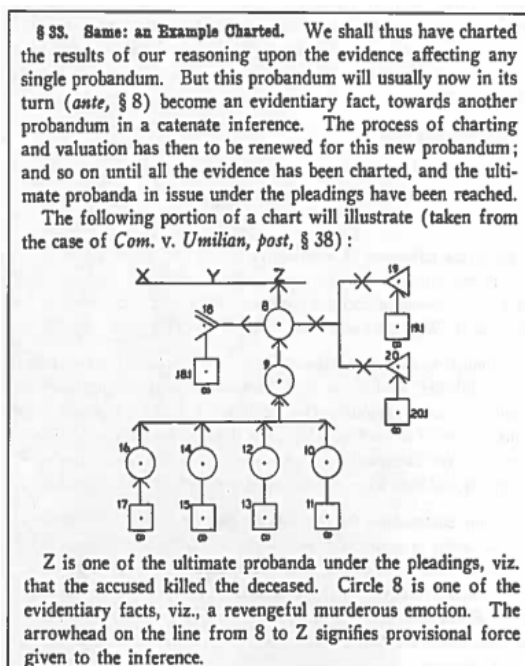 § 33. Same: an Example Charted. We shall thus have charted
the results of our reasoning upon the evidence affecting any
single probandum. But this probandum will usually now in its
turn (ante, § 8) become an evidentiary fact, towards another
probandum in a catenate inference. The process of charting
and valuation has then to be renewed for this new probandum;
and so on until all the evidence has been charted, and the ulti-
mate probanda in issue under the pleadings have been reached.
The following portion of a chart will illustrate (taken from
the case of Com. v. Umilian, post, § 38):
X Y Z 19
18 8
18.1 19.1
∞ 9 ∞
20
20.1
∞
16 14 12 10
17 15 13 11
∞ ∞ ∞ ∞
Z is one of the ultimate probanda under the pleadings, viz.
that the accused killed the deceased. Circle 8 is one of the
evidentiary facts, viz., a revengeful murderous emotion. The
arrowhead on the line from 8 to Z signifies provisional force
given to the inference.